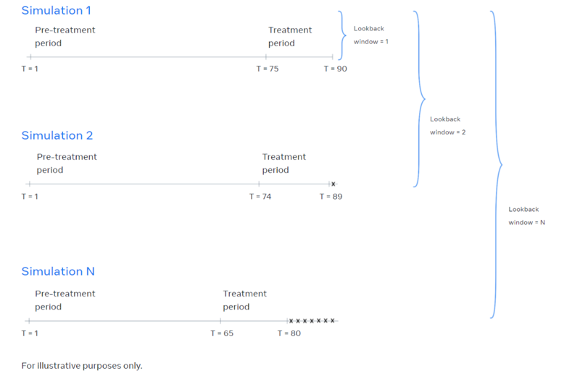 Simulation 1
Pre-treatment
period
Treatment
period
T = 1
T = 75
T = 90
Lookback
window = 1
Simulation 2
Pre-treatment
period
Treatment
period
x
T = 1
T = 74
T = 89
Lookback
window = 2
Simulation N
Pre-treatment
period
Treatment
period
x x x x x x x
T = 1
T = 65
T = 80
Lookback
window = N
For illustrative purposes only.